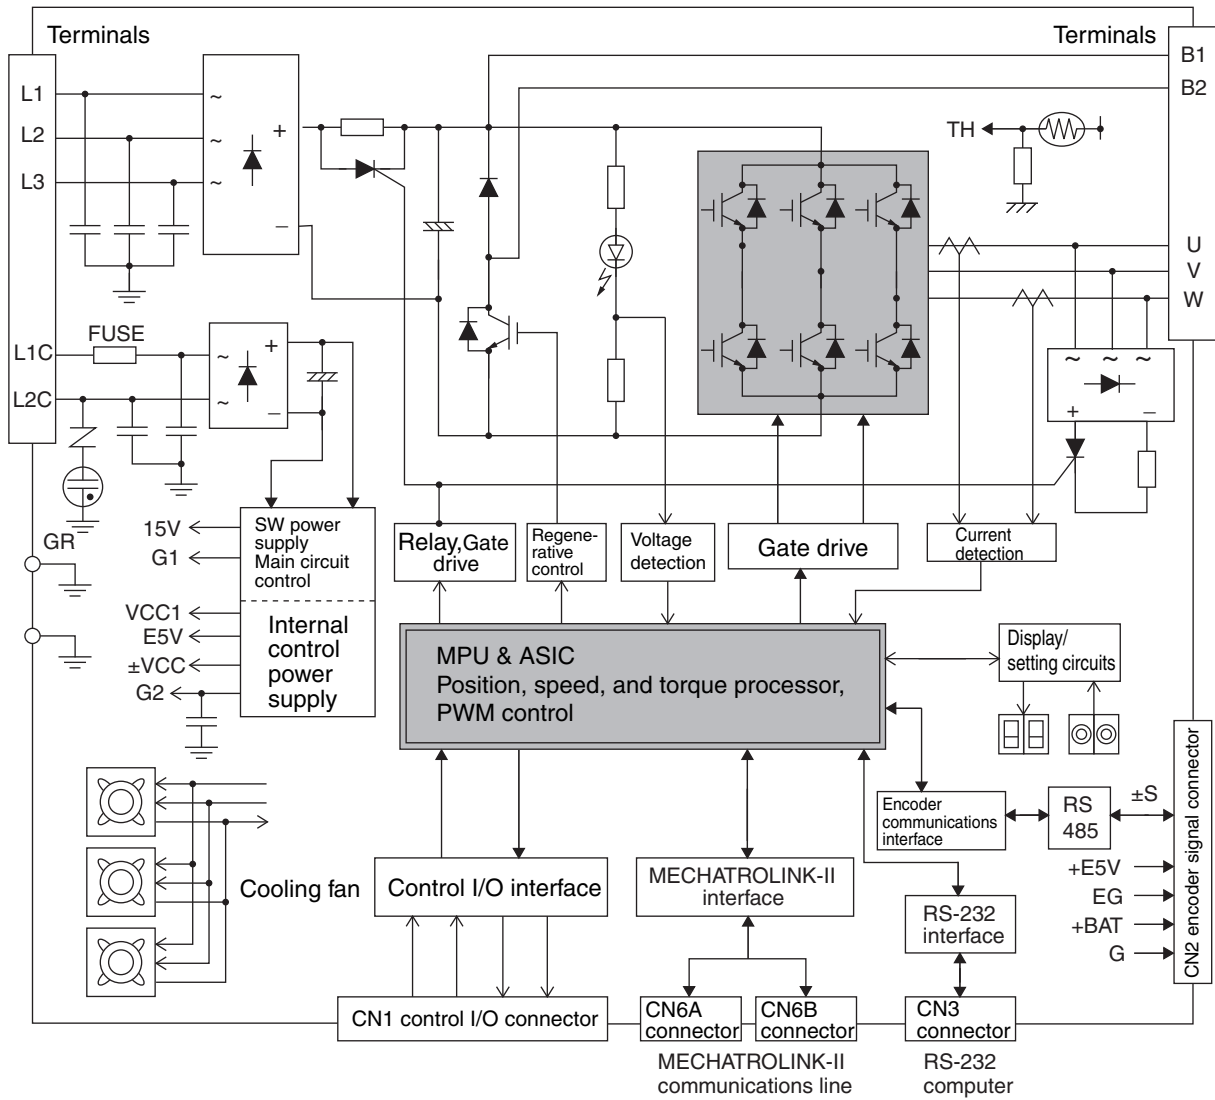 Terminals
Terminals
B1
B2
L1
L2
L3
~
~
~
+
−
TH
U
V
W
FUSE
L1C
L2C
~
~
+
−
~
~
~
+
−
GR
15V
G1
VCC1
E5V
±VCC
G2
SW power
supply
Main circuit
control
Internal
control
power
supply
Relay,Gate
drive
Regene-
rative
control
Voltage
detection
Gate drive
Current
detection
MPU & ASIC
Position, speed, and torque processor,
PWM control
Display/
setting circuits
Encoder
communications
interface
RS
485
±S
+E5V
EG
+BAT
G
CN2 encoder signal connector
Cooling fan
Control I/O interface
MECHATROLINK-II
interface
RS-232
interface
CN1 control I/O connector
CN6A
connector
CN6B
connector
CN3
connector
MECHATROLINK-II
communications line
RS-232
computer